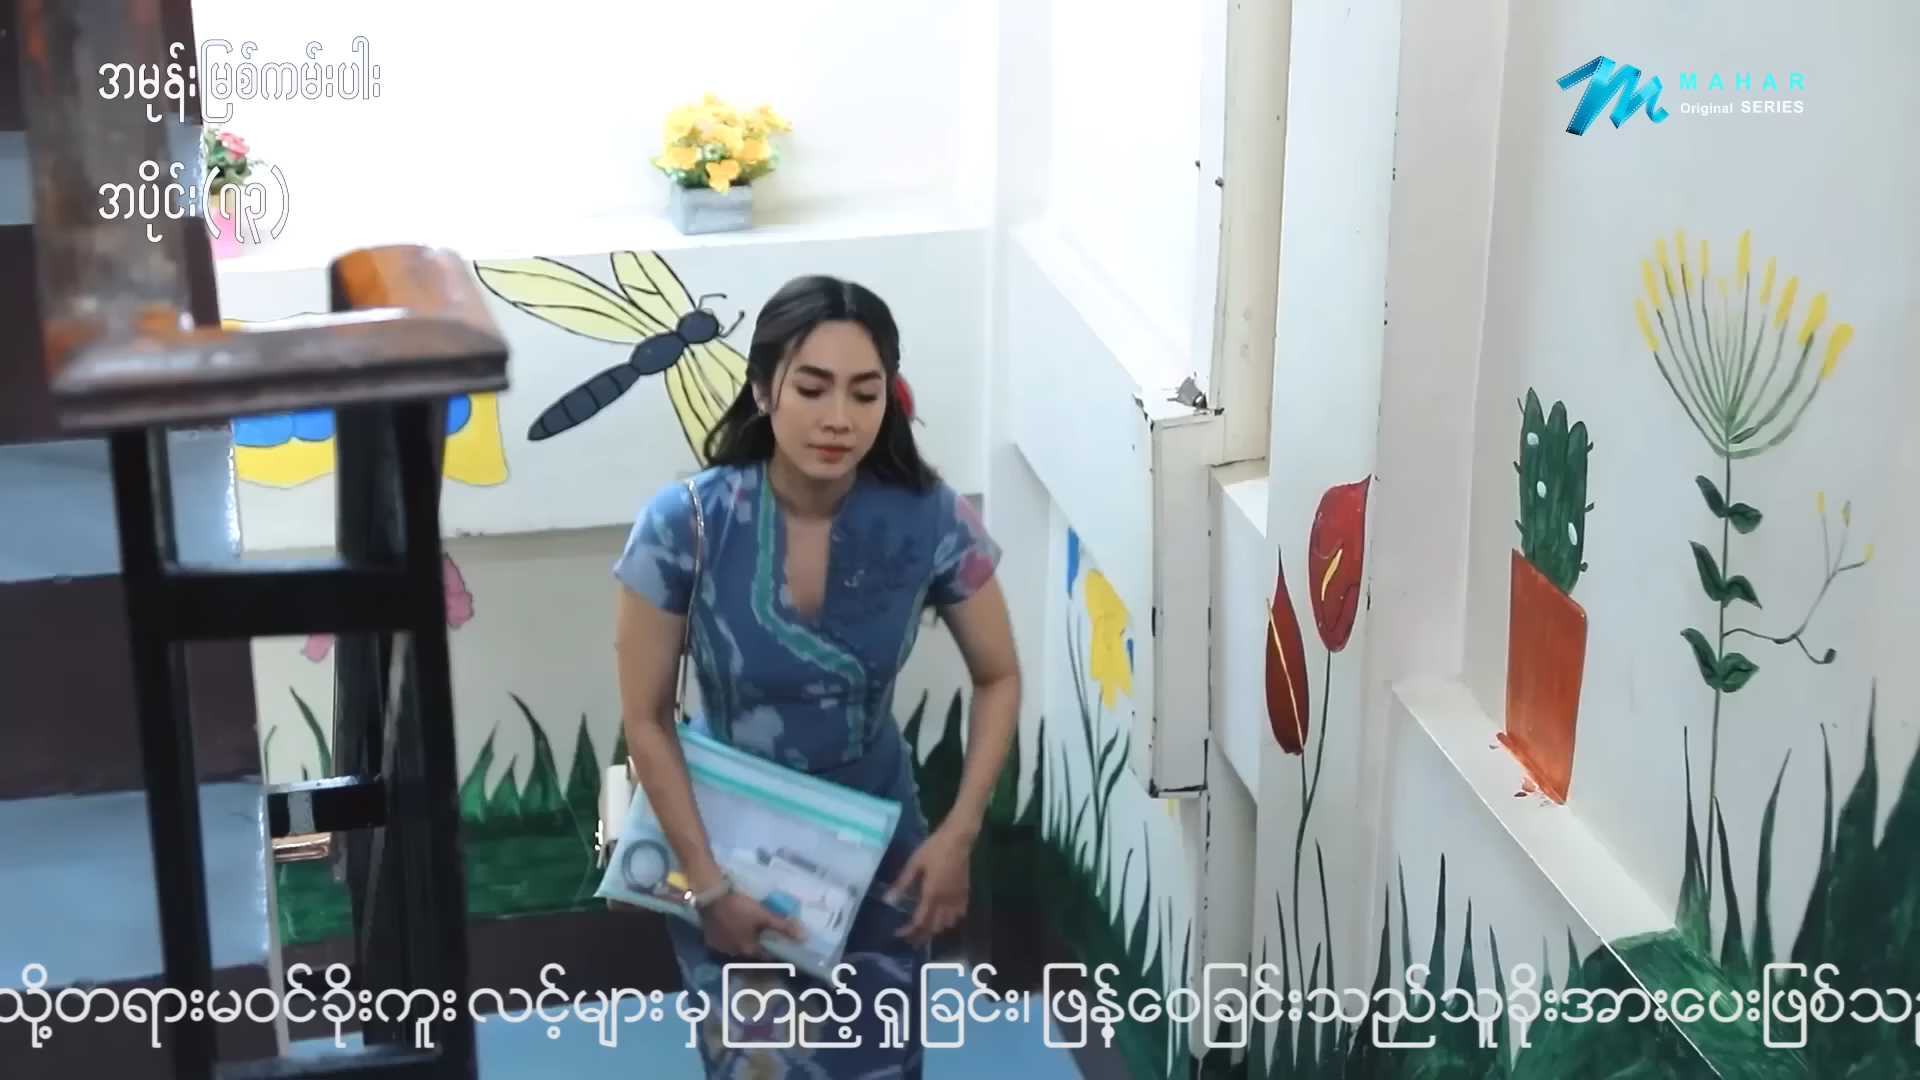 အမုန်းမြစ်ကမ်းပါး
အပိုင်း(၇၃)
MAHAR
Original SERIES
သို့တရားမဝင်ခိုးကူးလင့်များမှကြည့်ရှုခြင်း၊ဖြန့်ဝေခြင်းသည်သူခိုးအားပေးဖြစ်သည